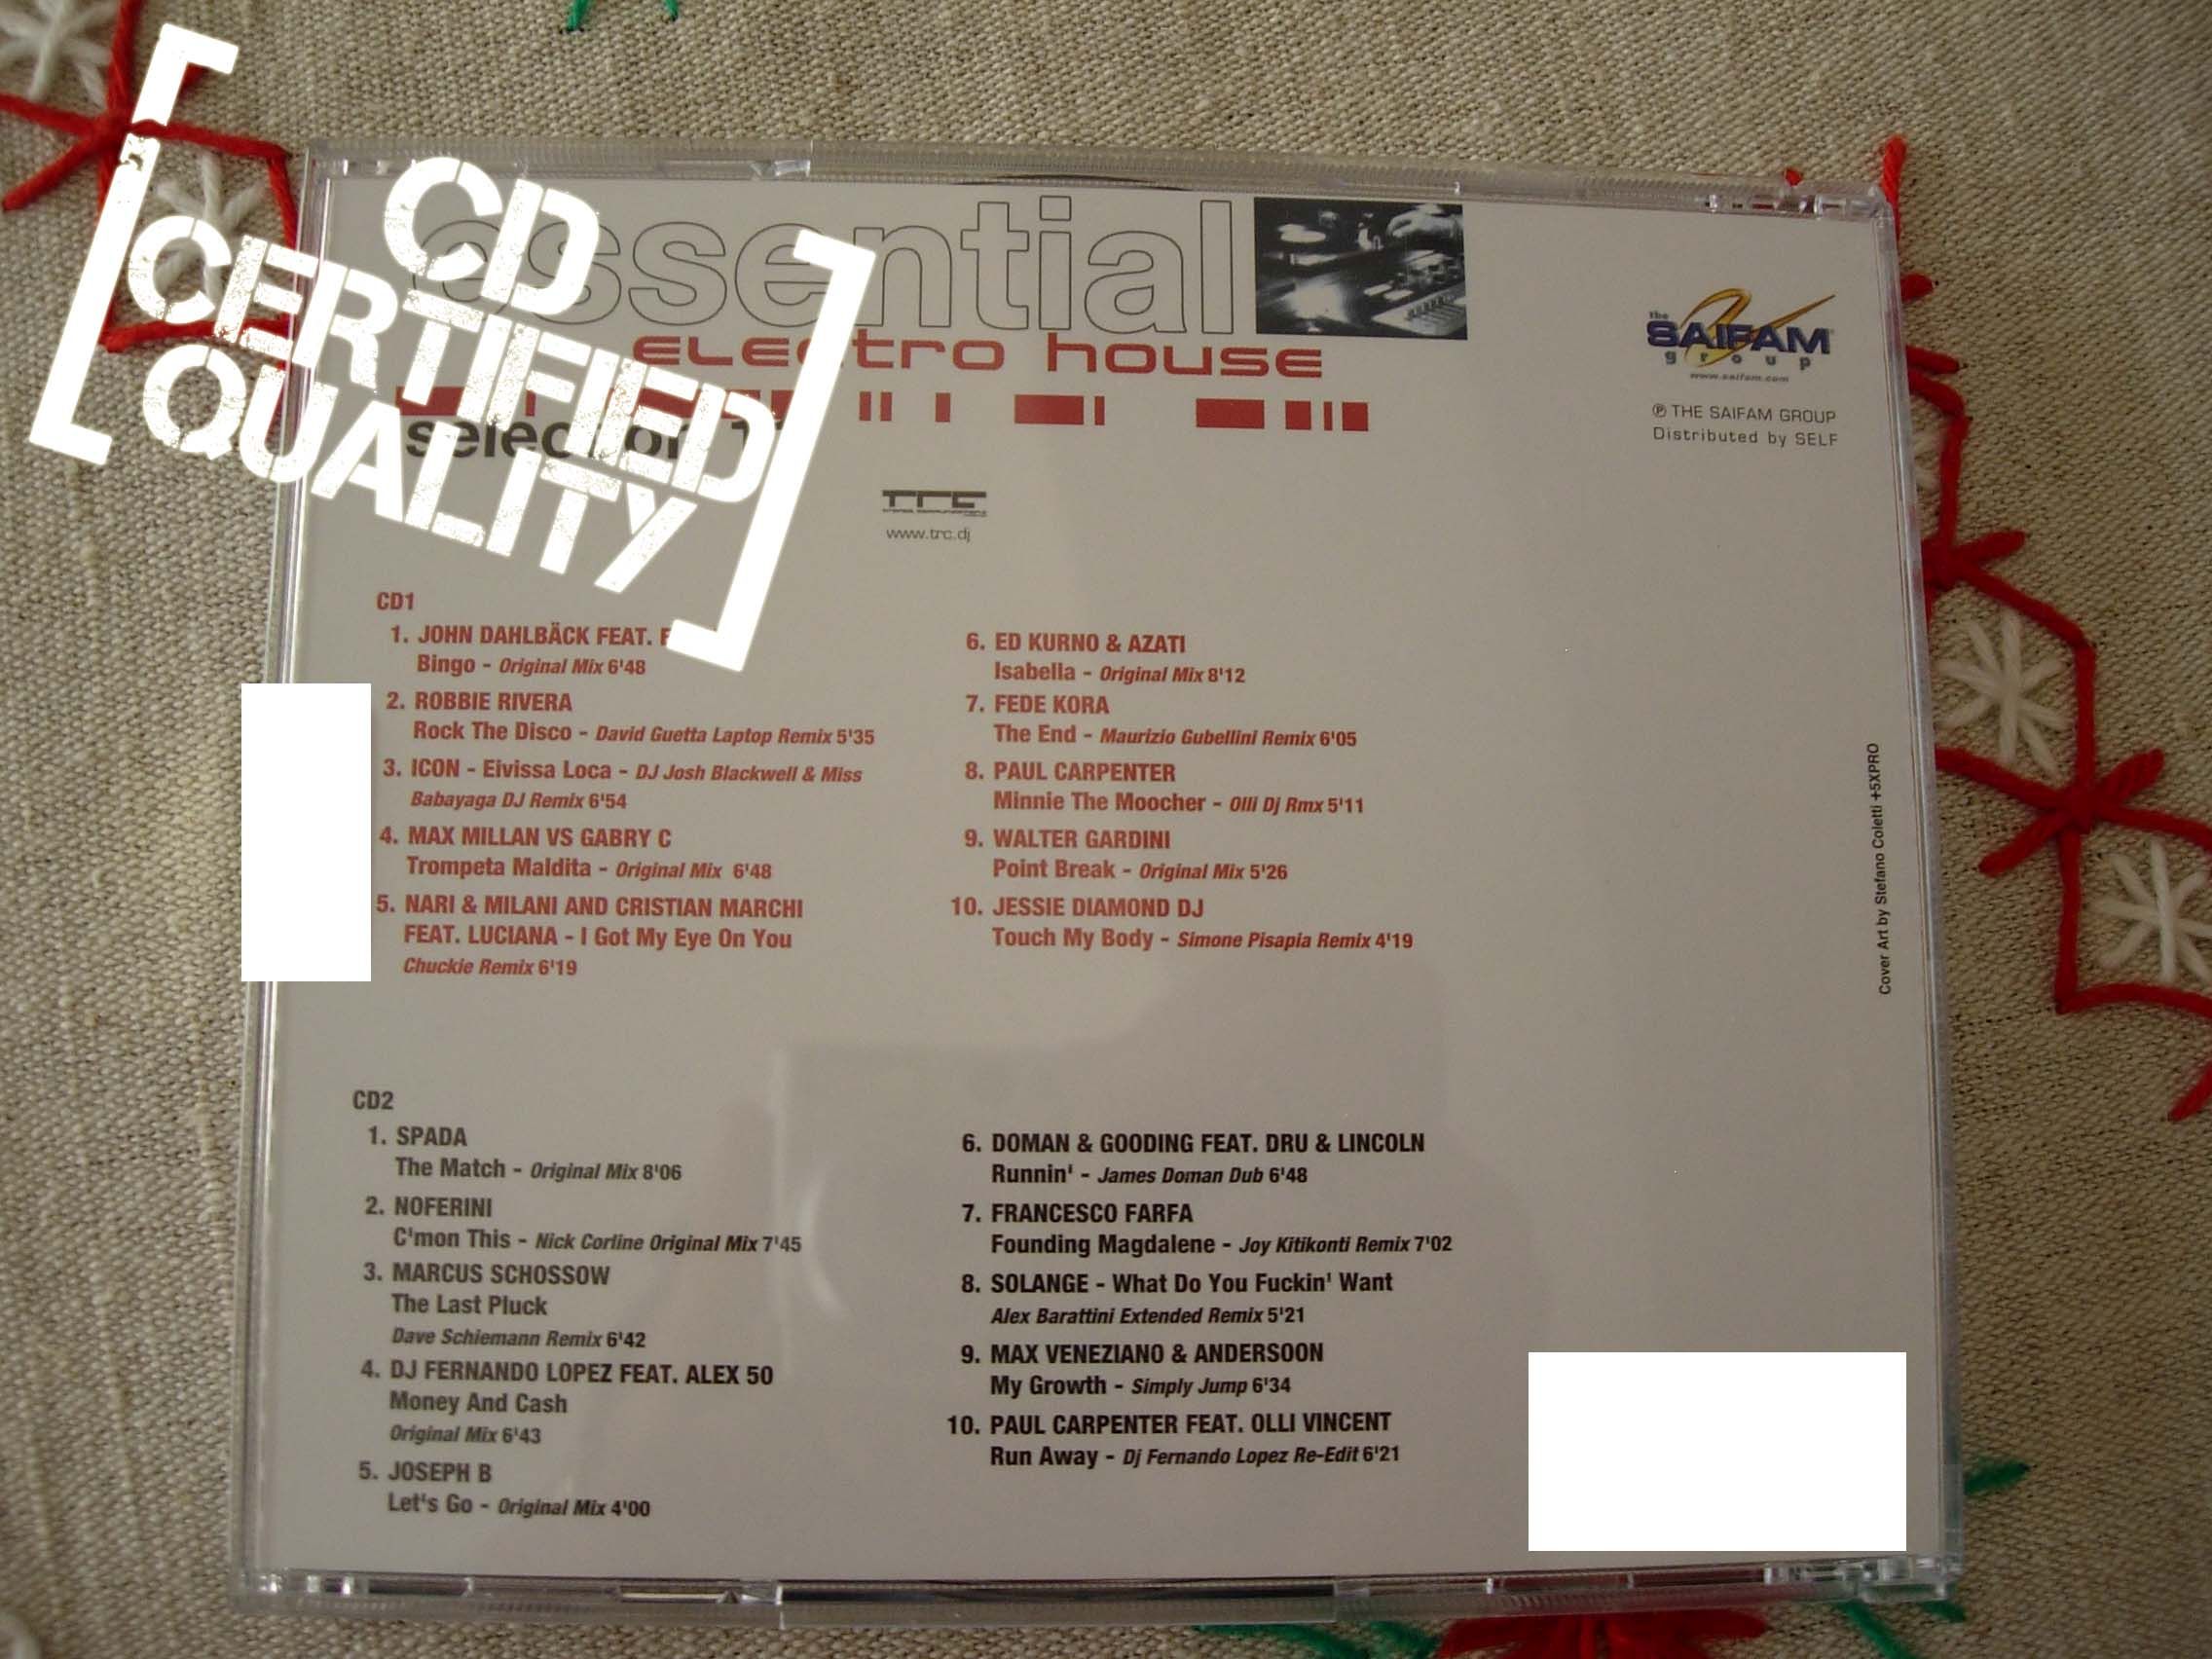 CD
CERTIFIED
QUALITY
essential
electro house
selection
the
SAIFAM
group
www.saifam.com
℗ THE SAIFAM GROUP
Distributed by SELF
TRC
www.trc.dj
CD1
1. JOHN DAHLBÄCK FEAT.
Bingo - Original Mix 6'48
2. ROBBIE RIVERA
Rock The Disco - David Guetta Laptop Remix 5'35
3. ICON - Eivissa Loca - DJ Josh Blackwell & Miss
Babayaga DJ Remix 6'54
4. MAX MILLAN VS GABRY C
Trompeta Maldita - Original Mix 6'48
5. NARI & MILANI AND CRISTIAN MARCHI
FEAT. LUCIANA - I Got My Eye On You
Chuckie Remix 6'19
6. ED KURNO & AZATI
Isabella - Original Mix 8'12
7. FEDE KORA
The End - Maurizio Gubellini Remix 6'05
8. PAUL CARPENTER
Minnie The Moocher - Olli Dj Rmx 5'11
9. WALTER GARDINI
Point Break - Original Mix 5'26
10. JESSIE DIAMOND DJ
Touch My Body - Simone Pisapia Remix 4'19
Cover Art by Stefano Coletti +5XPRO
CD2
1. SPADA
The Match - Original Mix 8'06
2. NOFERINI
C'mon This - Nick Corline Original Mix 7'45
3. MARCUS SCHOSSOW
The Last Pluck
Dave Schiemann Remix 6'42
4. DJ FERNANDO LOPEZ FEAT. ALEX 50
Money And Cash
Original Mix 6'43
5. JOSEPH B
Let's Go - Original Mix 4'00
6. DOMAN & GOODING FEAT. DRU & LINCOLN
Runnin' - James Doman Dub 6'48
7. FRANCESCO FARFA
Founding Magdalene - Joy Kitikonti Remix 7'02
8. SOLANGE - What Do You Fuckin' Want
Alex Barattini Extended Remix 5'21
9. MAX VENEZIANO & ANDERSOON
My Growth - Simply Jump 6'34
10. PAUL CARPENTER FEAT. OLLI VINCENT
Run Away - Dj Fernando Lopez Re-Edit 6'21